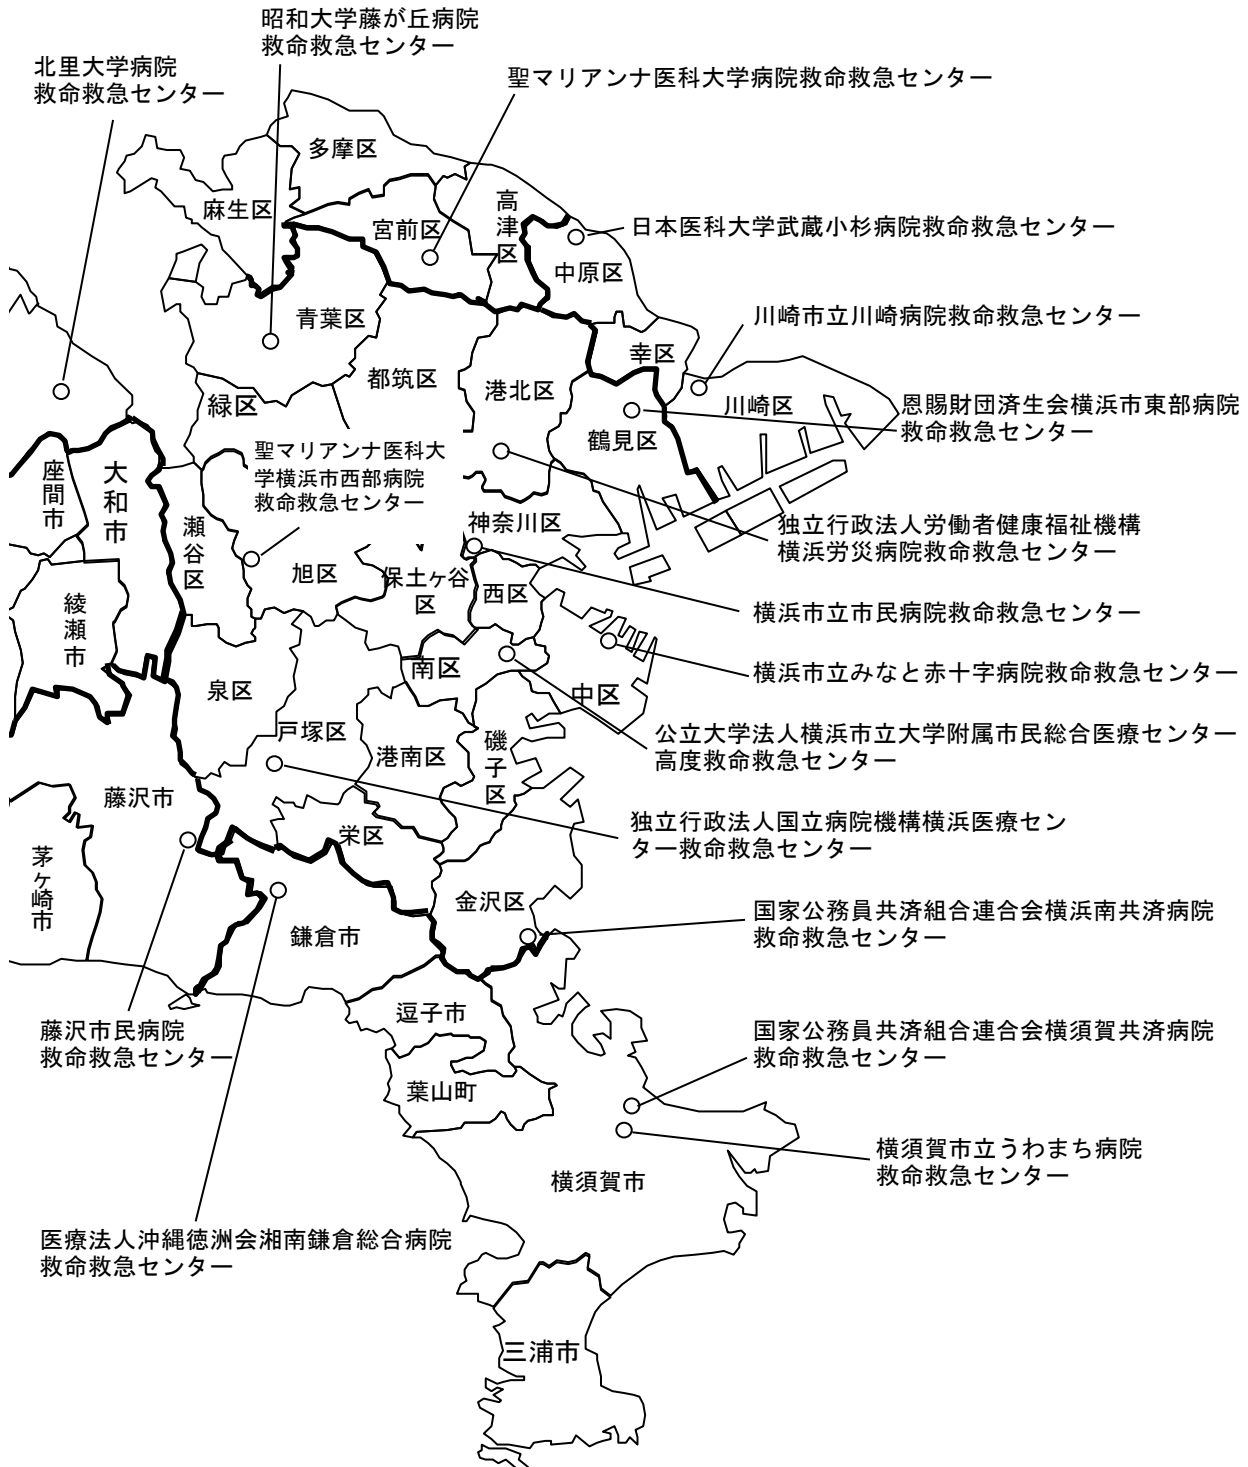 昭和大学藤が丘病院
救命救急センター
北里大学病院
救命救急センター
聖マリアンナ医科大学病院救命救急センター
多摩区
麻生区
宮前区
高津区
日本医科大学武蔵小杉病院救命救急センター
中原区
青葉区
川崎市立川崎病院救命救急センター
幸区
都筑区
港北区
緑区
川崎区
恩賜財団済生会横浜市東部病院
救命救急センター
鶴見区
聖マリアンナ医科大
学横浜市西部病院
救命救急センター
座間市
大和市
瀬谷区
神奈川区
独立行政法人労働者健康福祉機構
横浜労災病院救命救急センター
旭区
保土ヶ谷
区
西区
綾瀬市
横浜市立市民病院救命救急センター
南区
横浜市立みなと赤十字病院救命救急センター
泉区
中区
戸塚区
港南区
磯子区
公立大学法人横浜市立大学附属市民総合医療センター
高度救命救急センター
藤沢市
独立行政法人国立病院機構横浜医療セン
ター救命救急センター
栄区
茅ヶ崎市
金沢区
国家公務員共済組合連合会横浜南共済病院
救命救急センター
鎌倉市
逗子市
藤沢市民病院
救命救急センター
国家公務員共済組合連合会横須賀共済病院
救命救急センター
葉山町
横須賀市立うわまち病院
救命救急センター
横須賀市
医療法人沖縄徳洲会湘南鎌倉総合病院
救命救急センター
三浦市